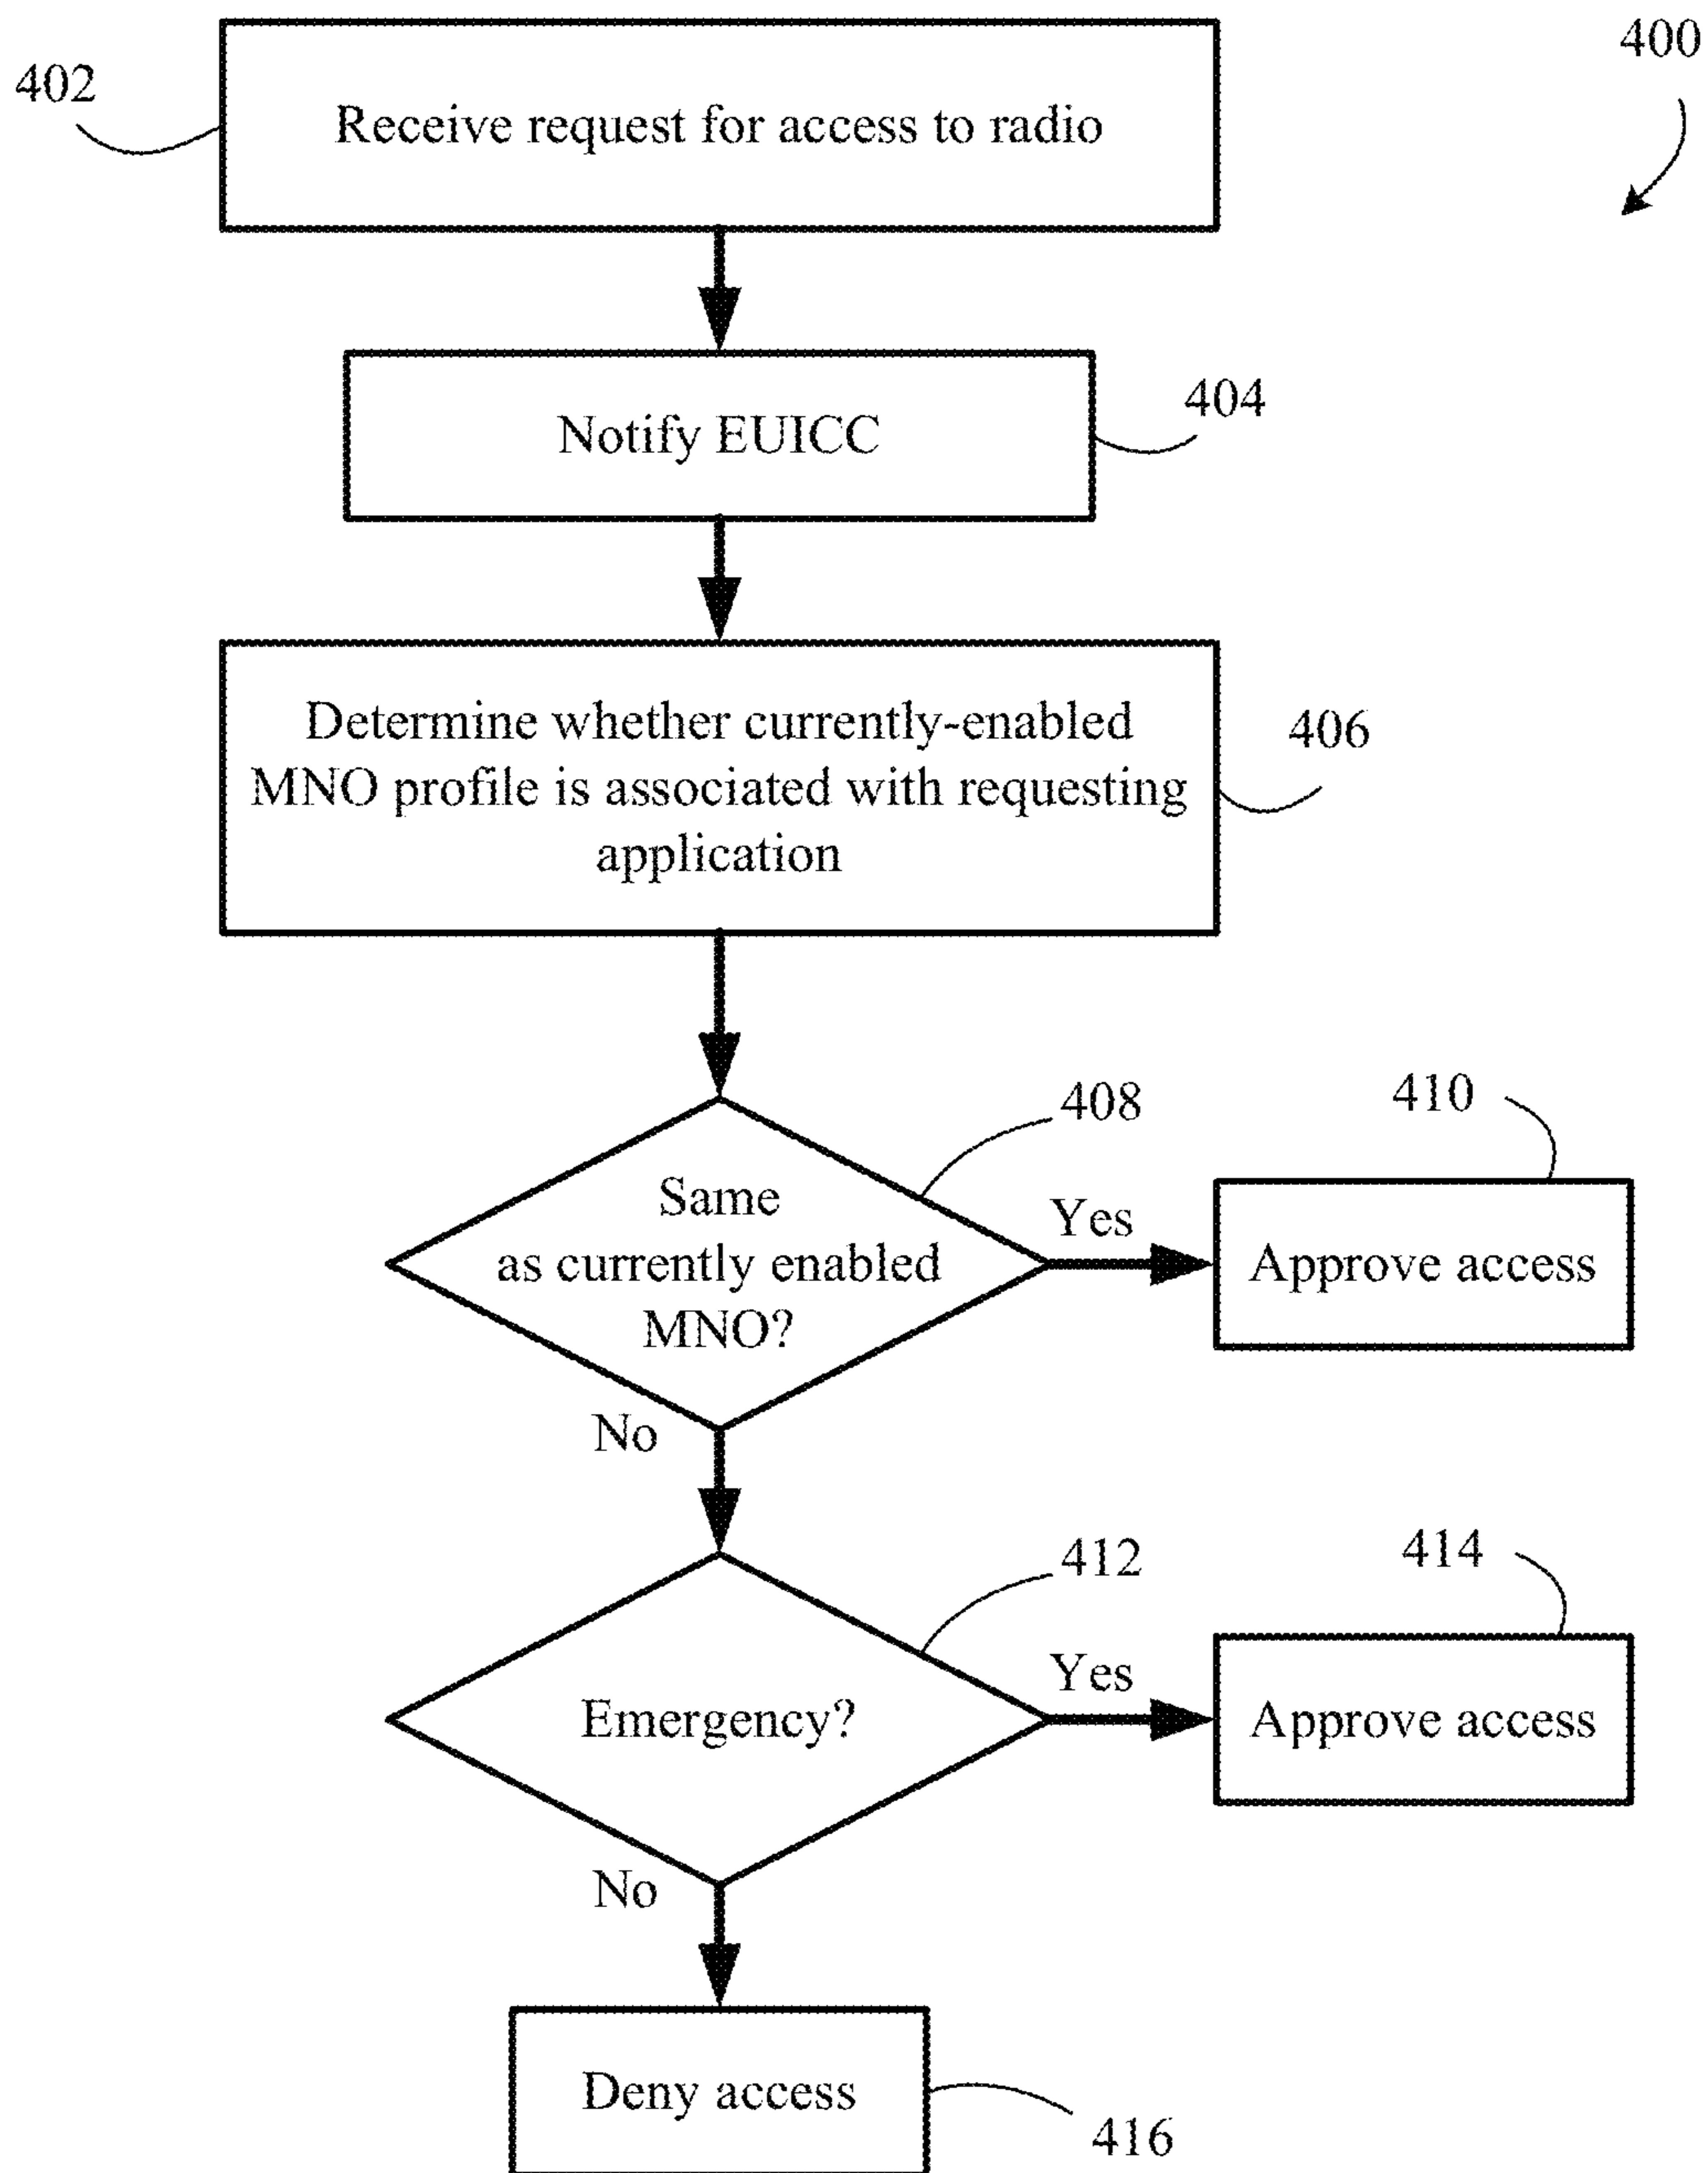 400
402
Receive request for access to radio
Notify EUICC
404
Determine whether currently-enabled
MNO profile is associated with requesting
application
406
408
410
Same
as currently enabled
MNO?
Yes
Approve access
No
412
414
Emergency?
Yes
Approve access
No
Deny access
416